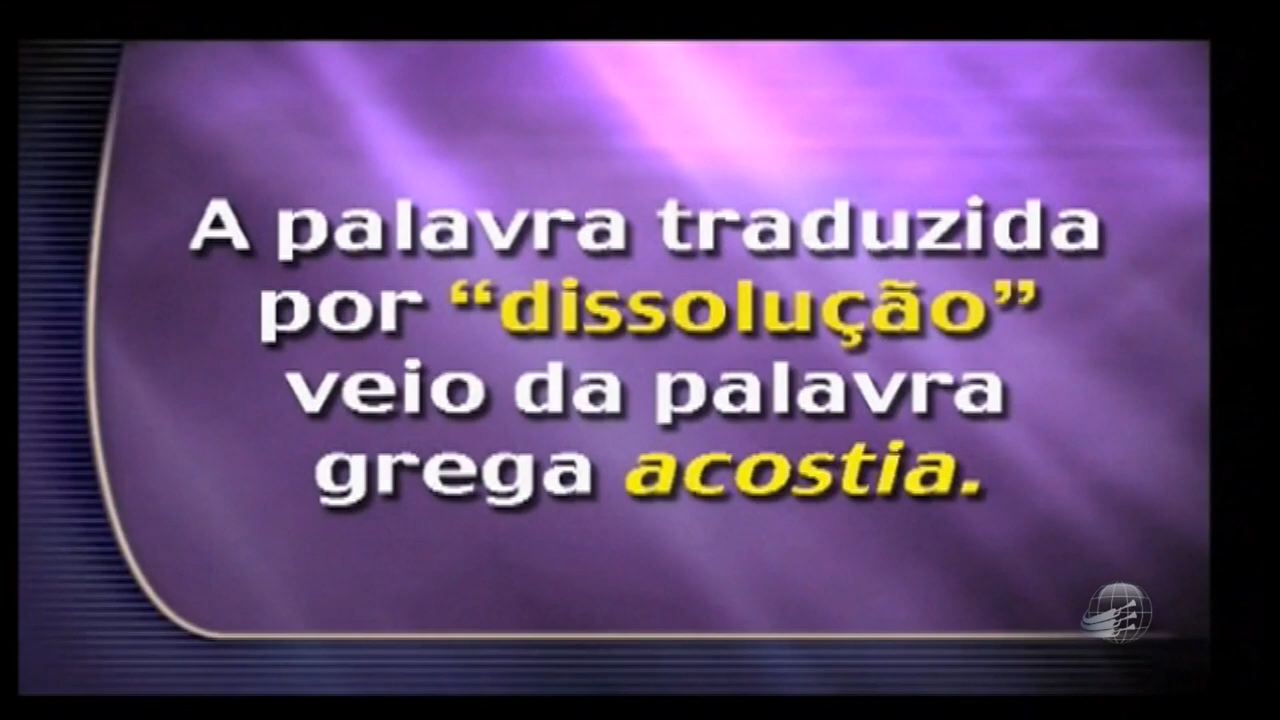 A palavra traduzida
por “dissolução”
veio da palavra
grega acostia.